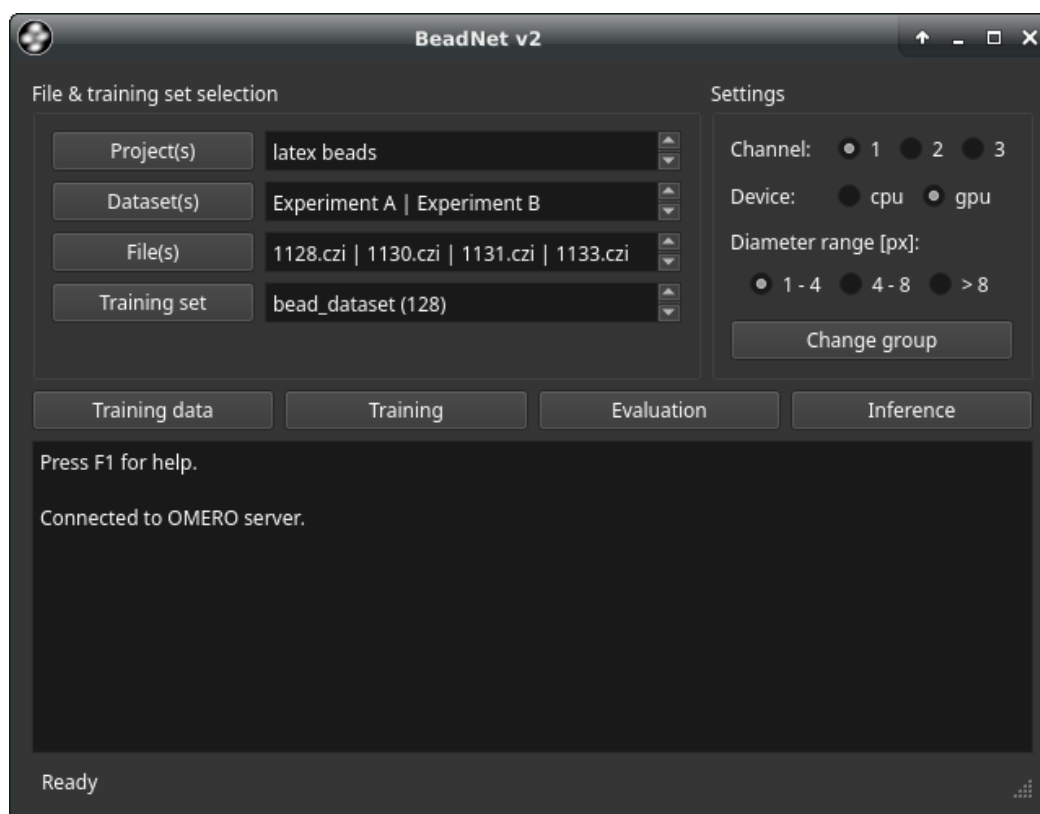 BeadNet v2
File & training set selection
Settings
Project(s)
latex beads
Channel: 1 2 3
Dataset(s)
Experiment A | Experiment B
Device: cpu gpu
File(s)
1128.czi | 1130.czi | 1131.czi | 1133.czi
Diameter range [px]:
1 - 4 4 - 8 > 8
Training set
bead_dataset (128)
Change group
Training data
Training
Evaluation
Inference
Press F1 for help.
Connected to OMERO server.
Ready